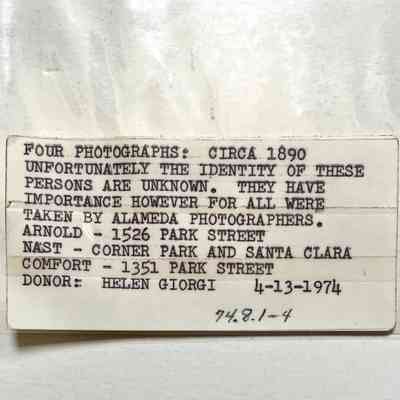 FOUR PHOTOGRAPHS: CIRCA 1890
UNFORTUNATELY THE IDENTITY OF THESE
PERSONS ARE UNKNOWN. THEY HAVE
IMPORTANCE HOWEVER FOR ALL WERE
TAKEN BY ALAMEDA PHOTOGRAPHERS.
ARNOLD - 1526 PARK STREET
NAST - CORNER PARK AND SANTA CLARA
COMFORT - 1351 PARK STREET
DONOR: HELEN GIORGI 4-13-1974
74.8.1-4